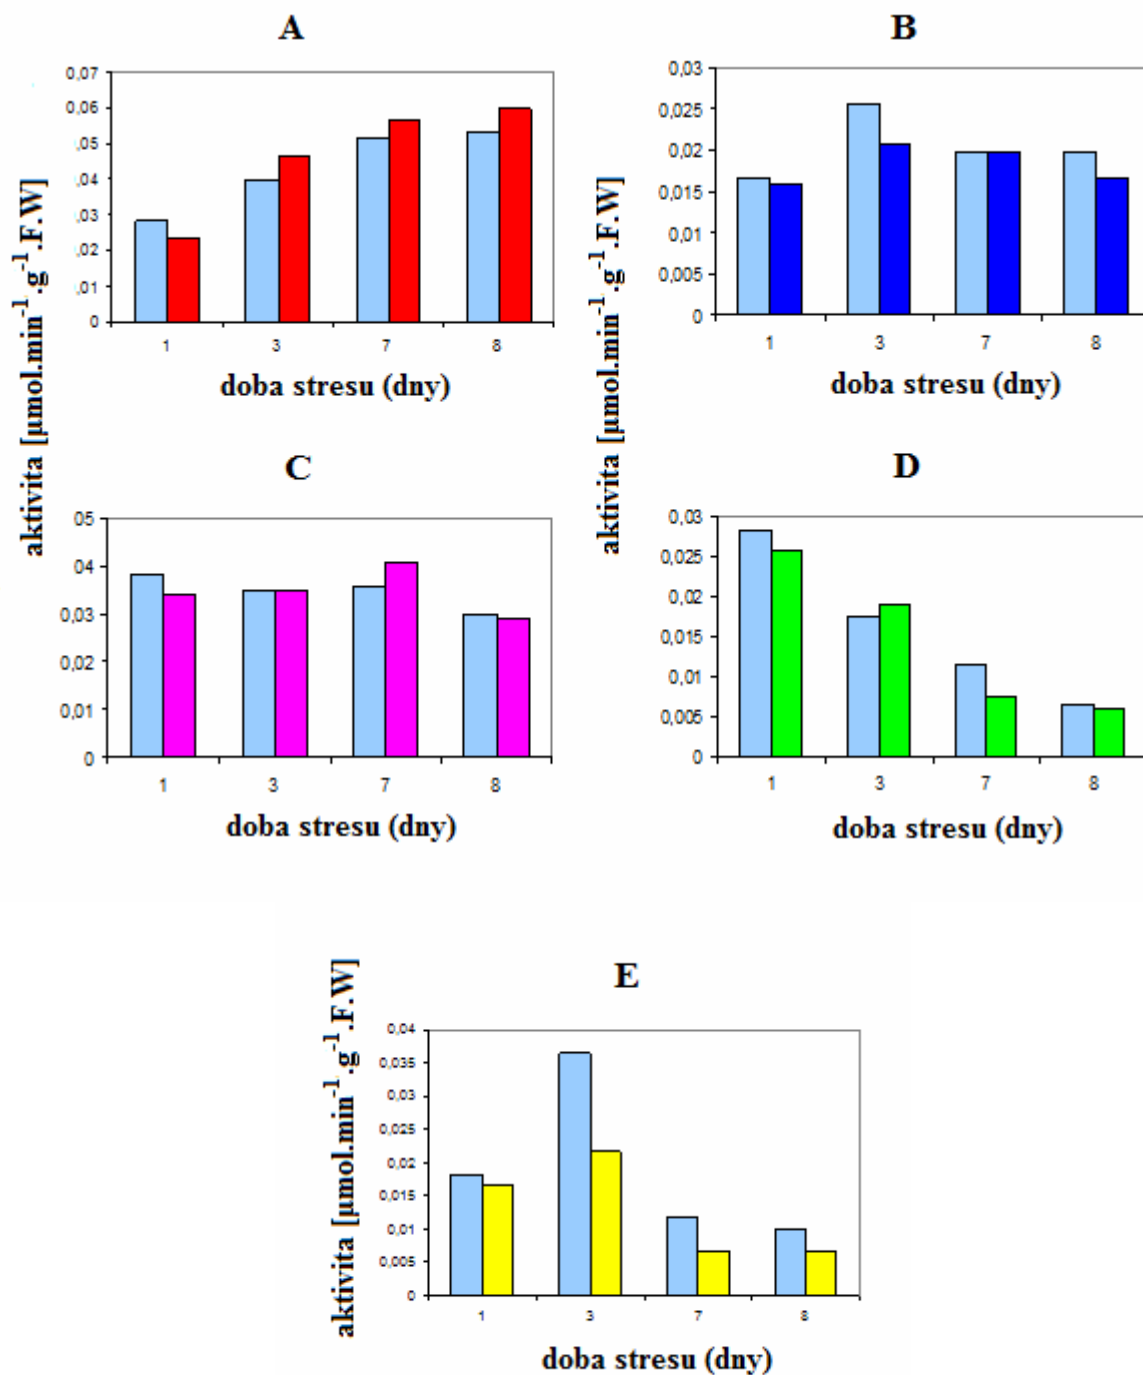 A
0,07
0,06
0,05
0,04
0,03
0,02
0,01
0
1 3 7 8
doba stresu (dny)
aktivita [µmol.min⁻¹.g⁻¹.F.W]
B
0,03
0,025
0,02
0,015
0,01
0,005
0
1 3 7 8
doba stresu (dny)
aktivita [µmol.min⁻¹.g⁻¹.F.W]
C
05
04
0,03
0,02
0,01
0
1 3 7 8
doba stresu (dny)
D
0,03
0,025
0,02
0,015
0,01
0,005
0
1 3 7 8
doba stresu (dny)
E
0,04
0,035
0,03
0,025
0,02
0,015
0,01
0,005
0
1 3 7 8
doba stresu (dny)
aktivita [µmol.min⁻¹.g⁻¹.F.W]